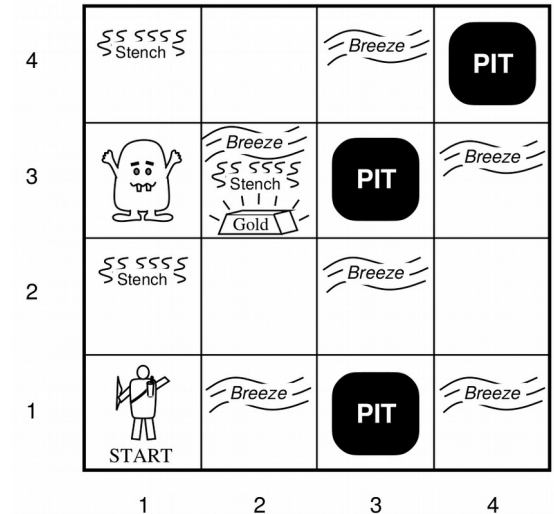 4
Stench
Breeze
PIT
3
Breeze
Stench
Gold
PIT
Breeze
2
Stench
Breeze
1
START
Breeze
PIT
Breeze
1 2 3 4